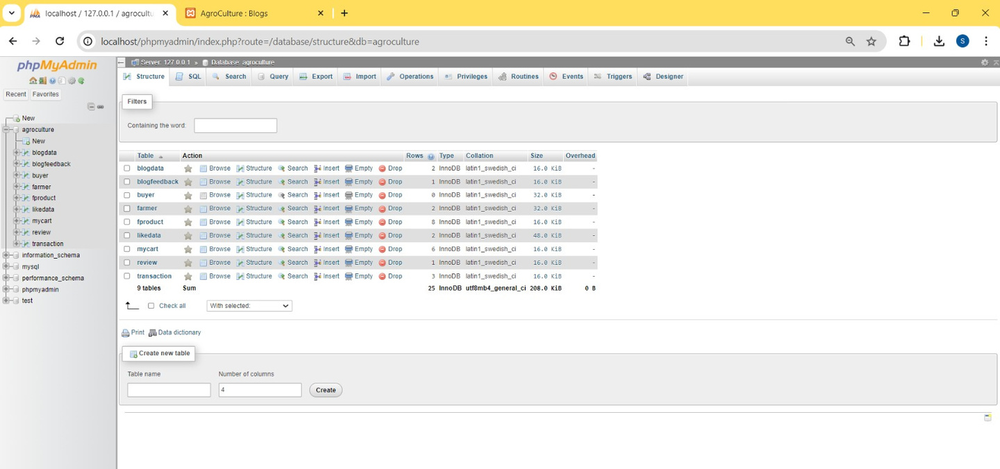 localhost / 127.0.0.1 / agrocultu
AgroCulture : Blogs
localhost/phpmyadmin/index.php?route=/database/structure&db=agroculture
S
phpMyAdmin
Recent Favorites
New
agroculture
New
blogdata
blogfeedback
buyer
farmer
fproduct
likedata
mycart
review
transaction
information_schema
mysql
performance_schema
phpmyadmin
test
Server: 127.0.0.1 » Database: agroculture
Structure SQL Search Query Export Import Operations Privileges Routines Events Triggers Designer
Filters
Containing the word:
Table Action Rows Type Collation Size Overhead
blogdata Browse Structure Search Insert Empty Drop 2 InnoDB latin1_swedish_ci 16.0 KiB -
blogfeedback Browse Structure Search Insert Empty Drop 1 InnoDB latin1_swedish_ci 16.0 KiB -
buyer Browse Structure Search Insert Empty Drop 0 InnoDB latin1_swedish_ci 32.0 KiB -
farmer Browse Structure Search Insert Empty Drop 2 InnoDB latin1_swedish_ci 32.0 KiB -
fproduct Browse Structure Search Insert Empty Drop 8 InnoDB latin1_swedish_ci 16.0 KiB -
likedata Browse Structure Search Insert Empty Drop 2 InnoDB latin1_swedish_ci 48.0 KiB -
mycart Browse Structure Search Insert Empty Drop 6 InnoDB latin1_swedish_ci 16.0 KiB -
review Browse Structure Search Insert Empty Drop 1 InnoDB latin1_swedish_ci 16.0 KiB -
transaction Browse Structure Search Insert Empty Drop 3 InnoDB latin1_swedish_ci 16.0 KiB -
9 tables Sum 25 InnoDB utf8mb4_general_ci 208.0 KiB 0 B
Check all With selected:
Print Data dictionary
Create new table
Table name Number of columns
4 Create